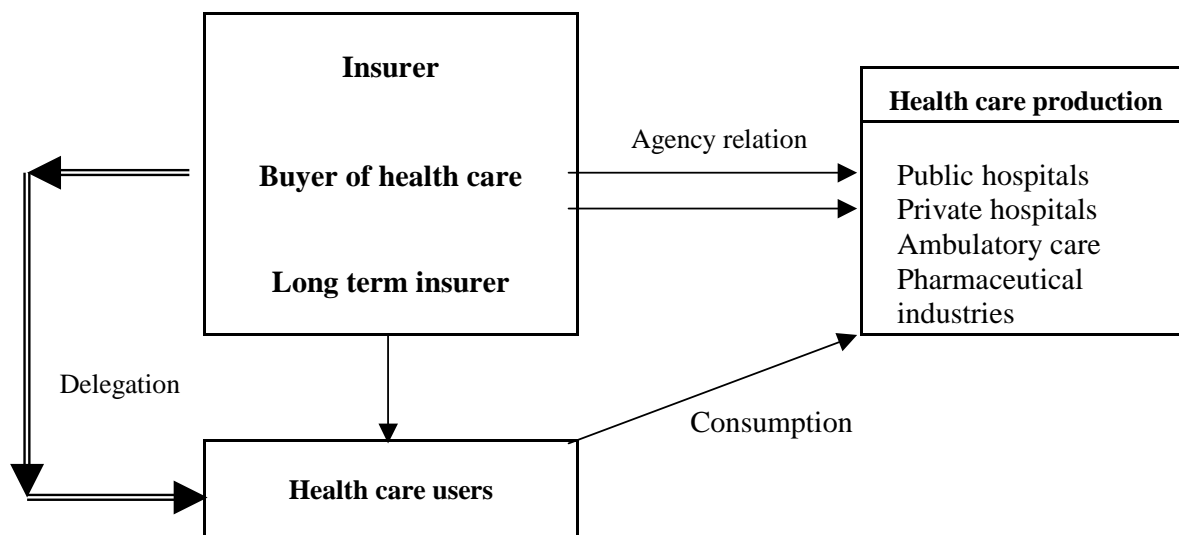 Insurer
Health care production
Agency relation
Buyer of health care
Public hospitals
Private hospitals
Ambulatory care
Pharmaceutical
industries
Long term insurer
Delegation
Consumption
Health care users